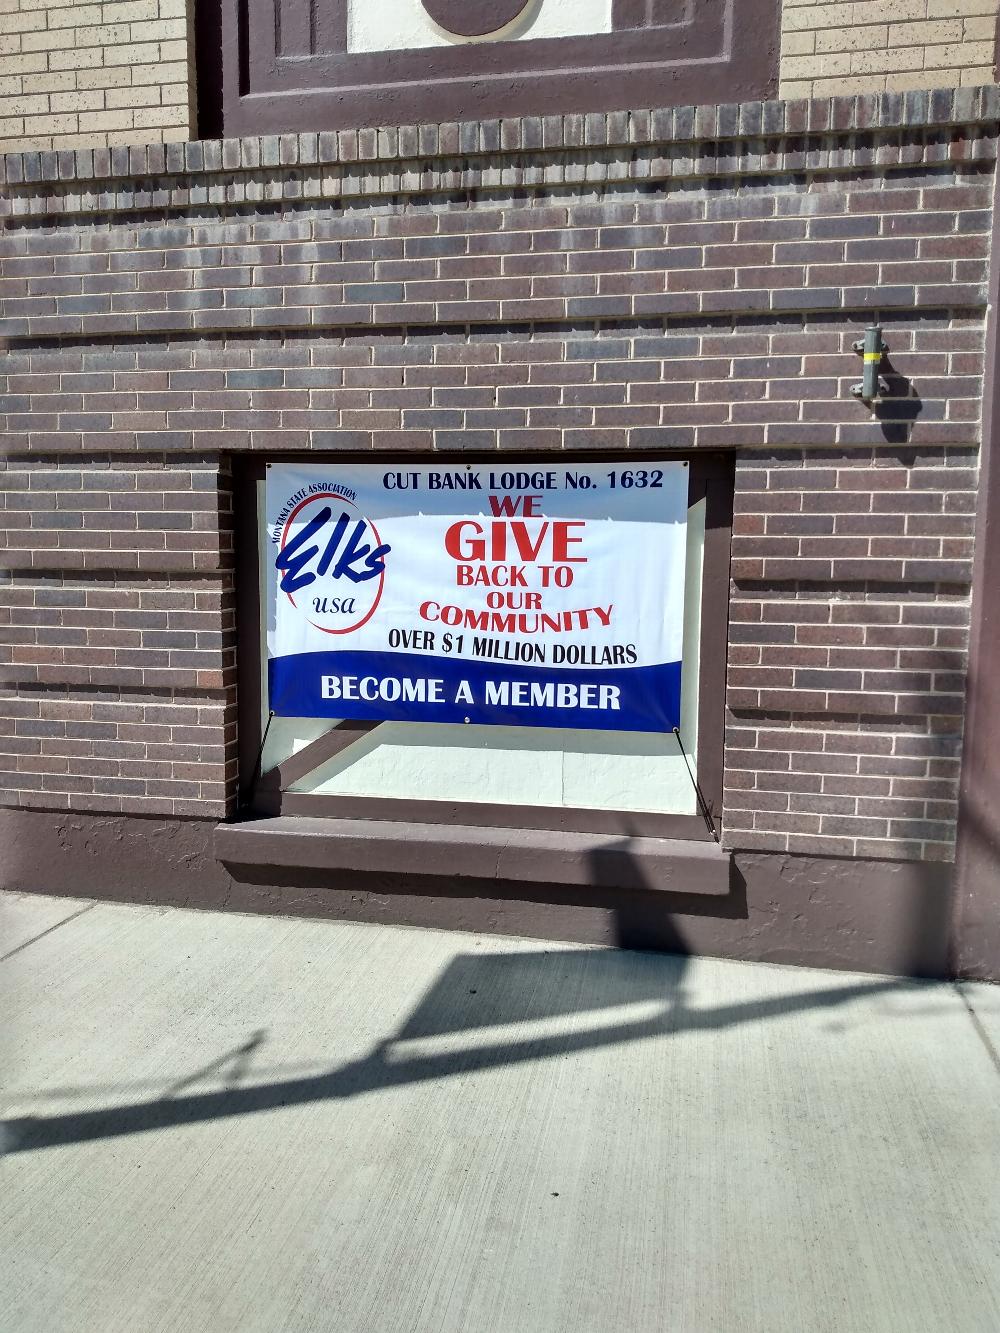 CUT BANK LODGE No. 1632
MONTANA STATE ASSOCIATION
Elks
usa
WE
GIVE
BACK TO
OUR
COMMUNITY
OVER $1 MILLION DOLLARS
BECOME A MEMBER